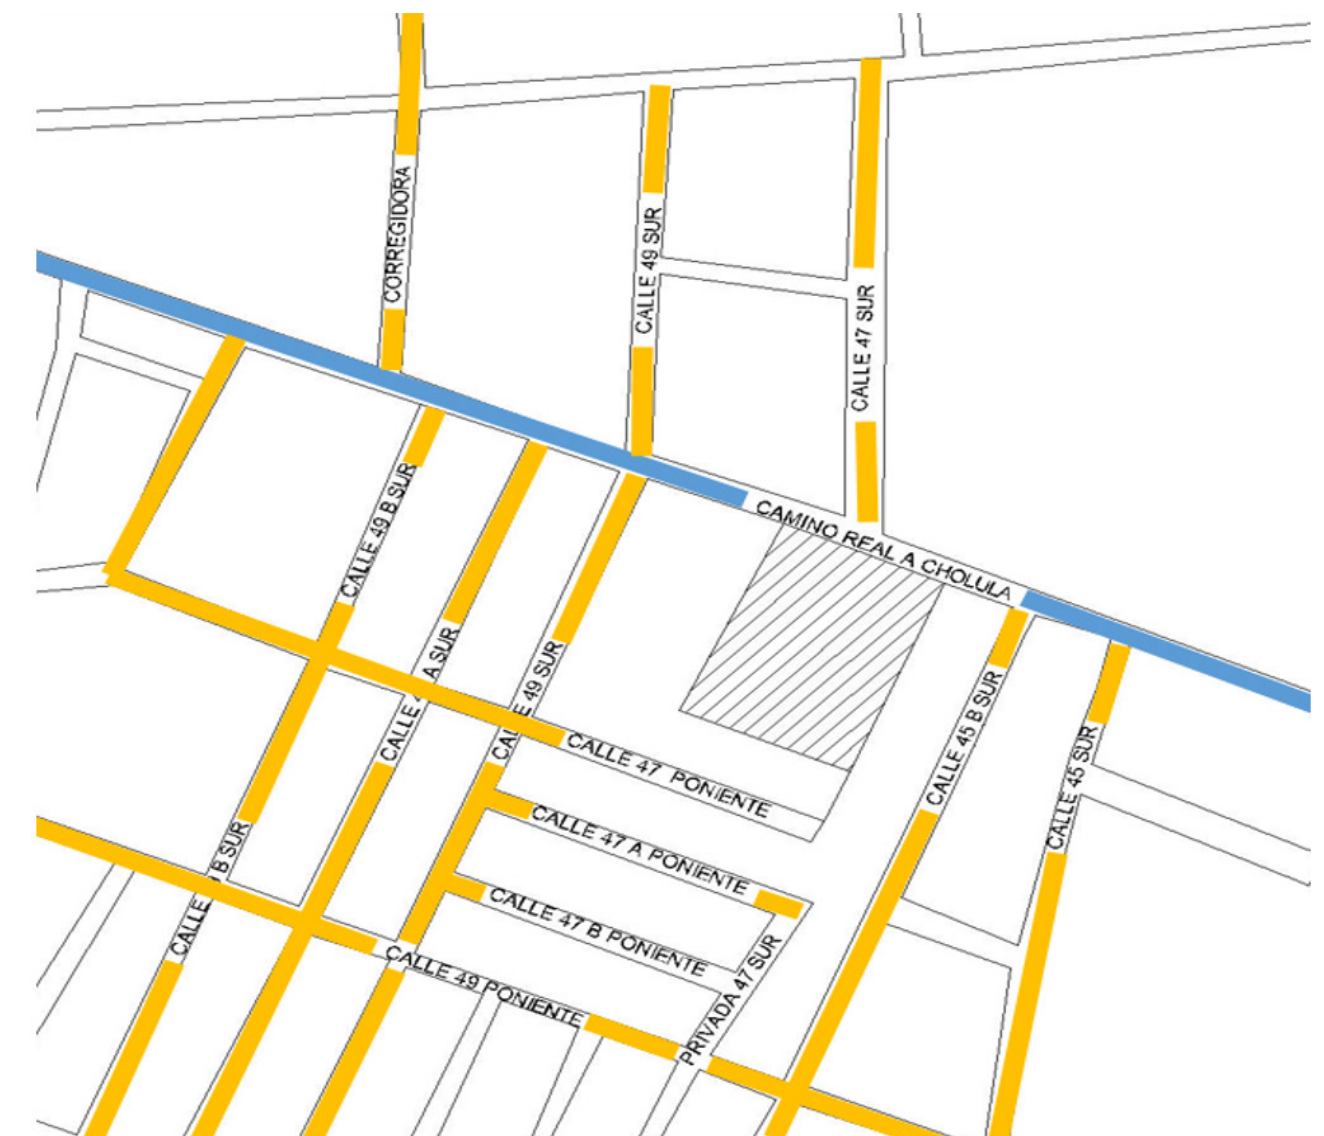 CORREGIDORA
CALLE 49 SUR
CALLE 47 SUR
CAMINO REAL A CHOLULA
CALLE 49 B SUR
CALLE A SUR
CALLE 49 SUR
CALLE 45 B SUR
CALLE 45 SUR
CALLE 47 PONIENTE
CALLE 47 A PONIENTE
CALLE B SUR
CALLE 47 B PONIENTE
CALLE 49 PONIENTE
PRIVADA 47 SUR